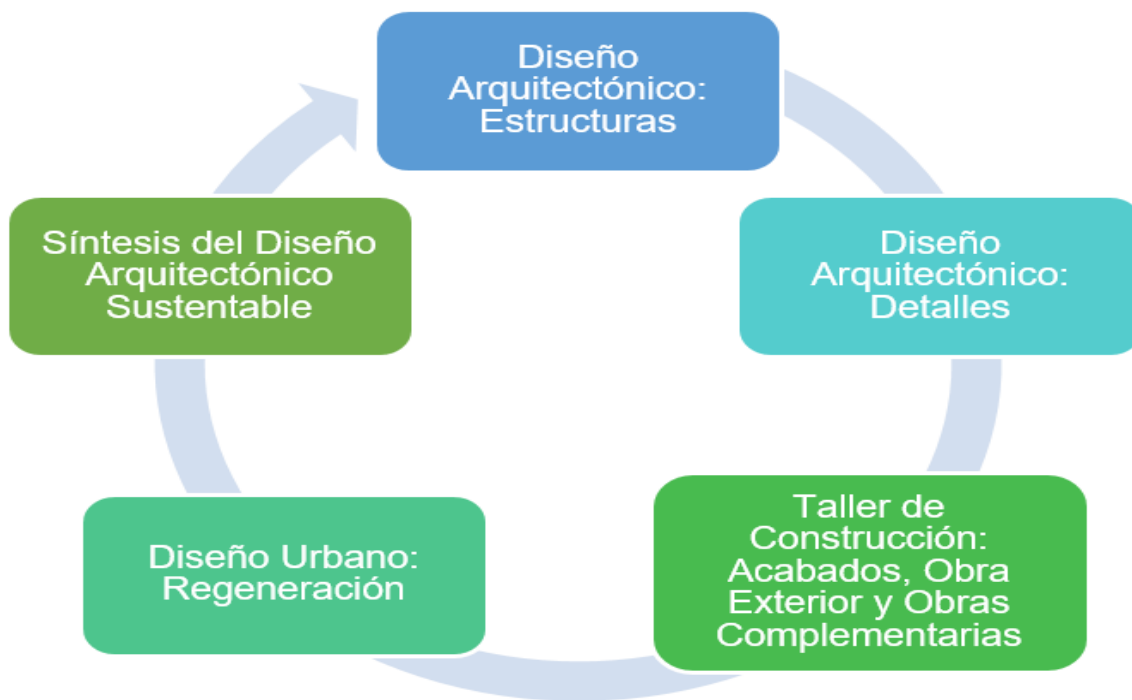 Diseño
Arquitectónico:
Estructuras
Diseño
Arquitectónico:
Detalles
Taller de
Construcción:
Acabados, Obra
Exterior y Obras
Complementarias
Diseño Urbano:
Regeneración
Síntesis del Diseño
Arquitectónico
Sustentable